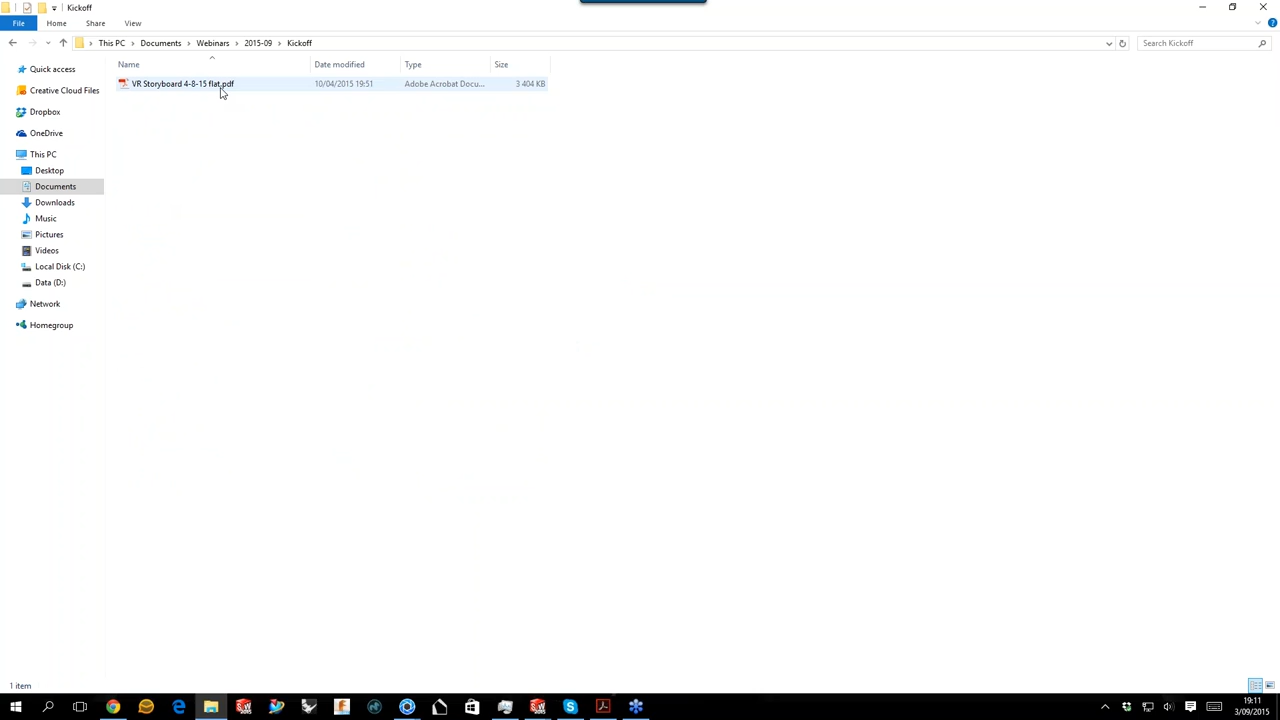 Kickoff
File Home Share View
This PC Documents Webinars 2015-09 Kickoff Search Kickoff
Name Date modified Type Size
VR Storyboard 4-8-15 flat.pdf 10/04/2015 19:51 Adobe Acrobat Docu... 3 404 KB
Quick access
Creative Cloud Files
Dropbox
OneDrive
This PC
Desktop
Documents
Downloads
Music
Pictures
Videos
Local Disk (C:)
Data (D:)
Network
Homegroup
1 item
19:11
3/09/2015